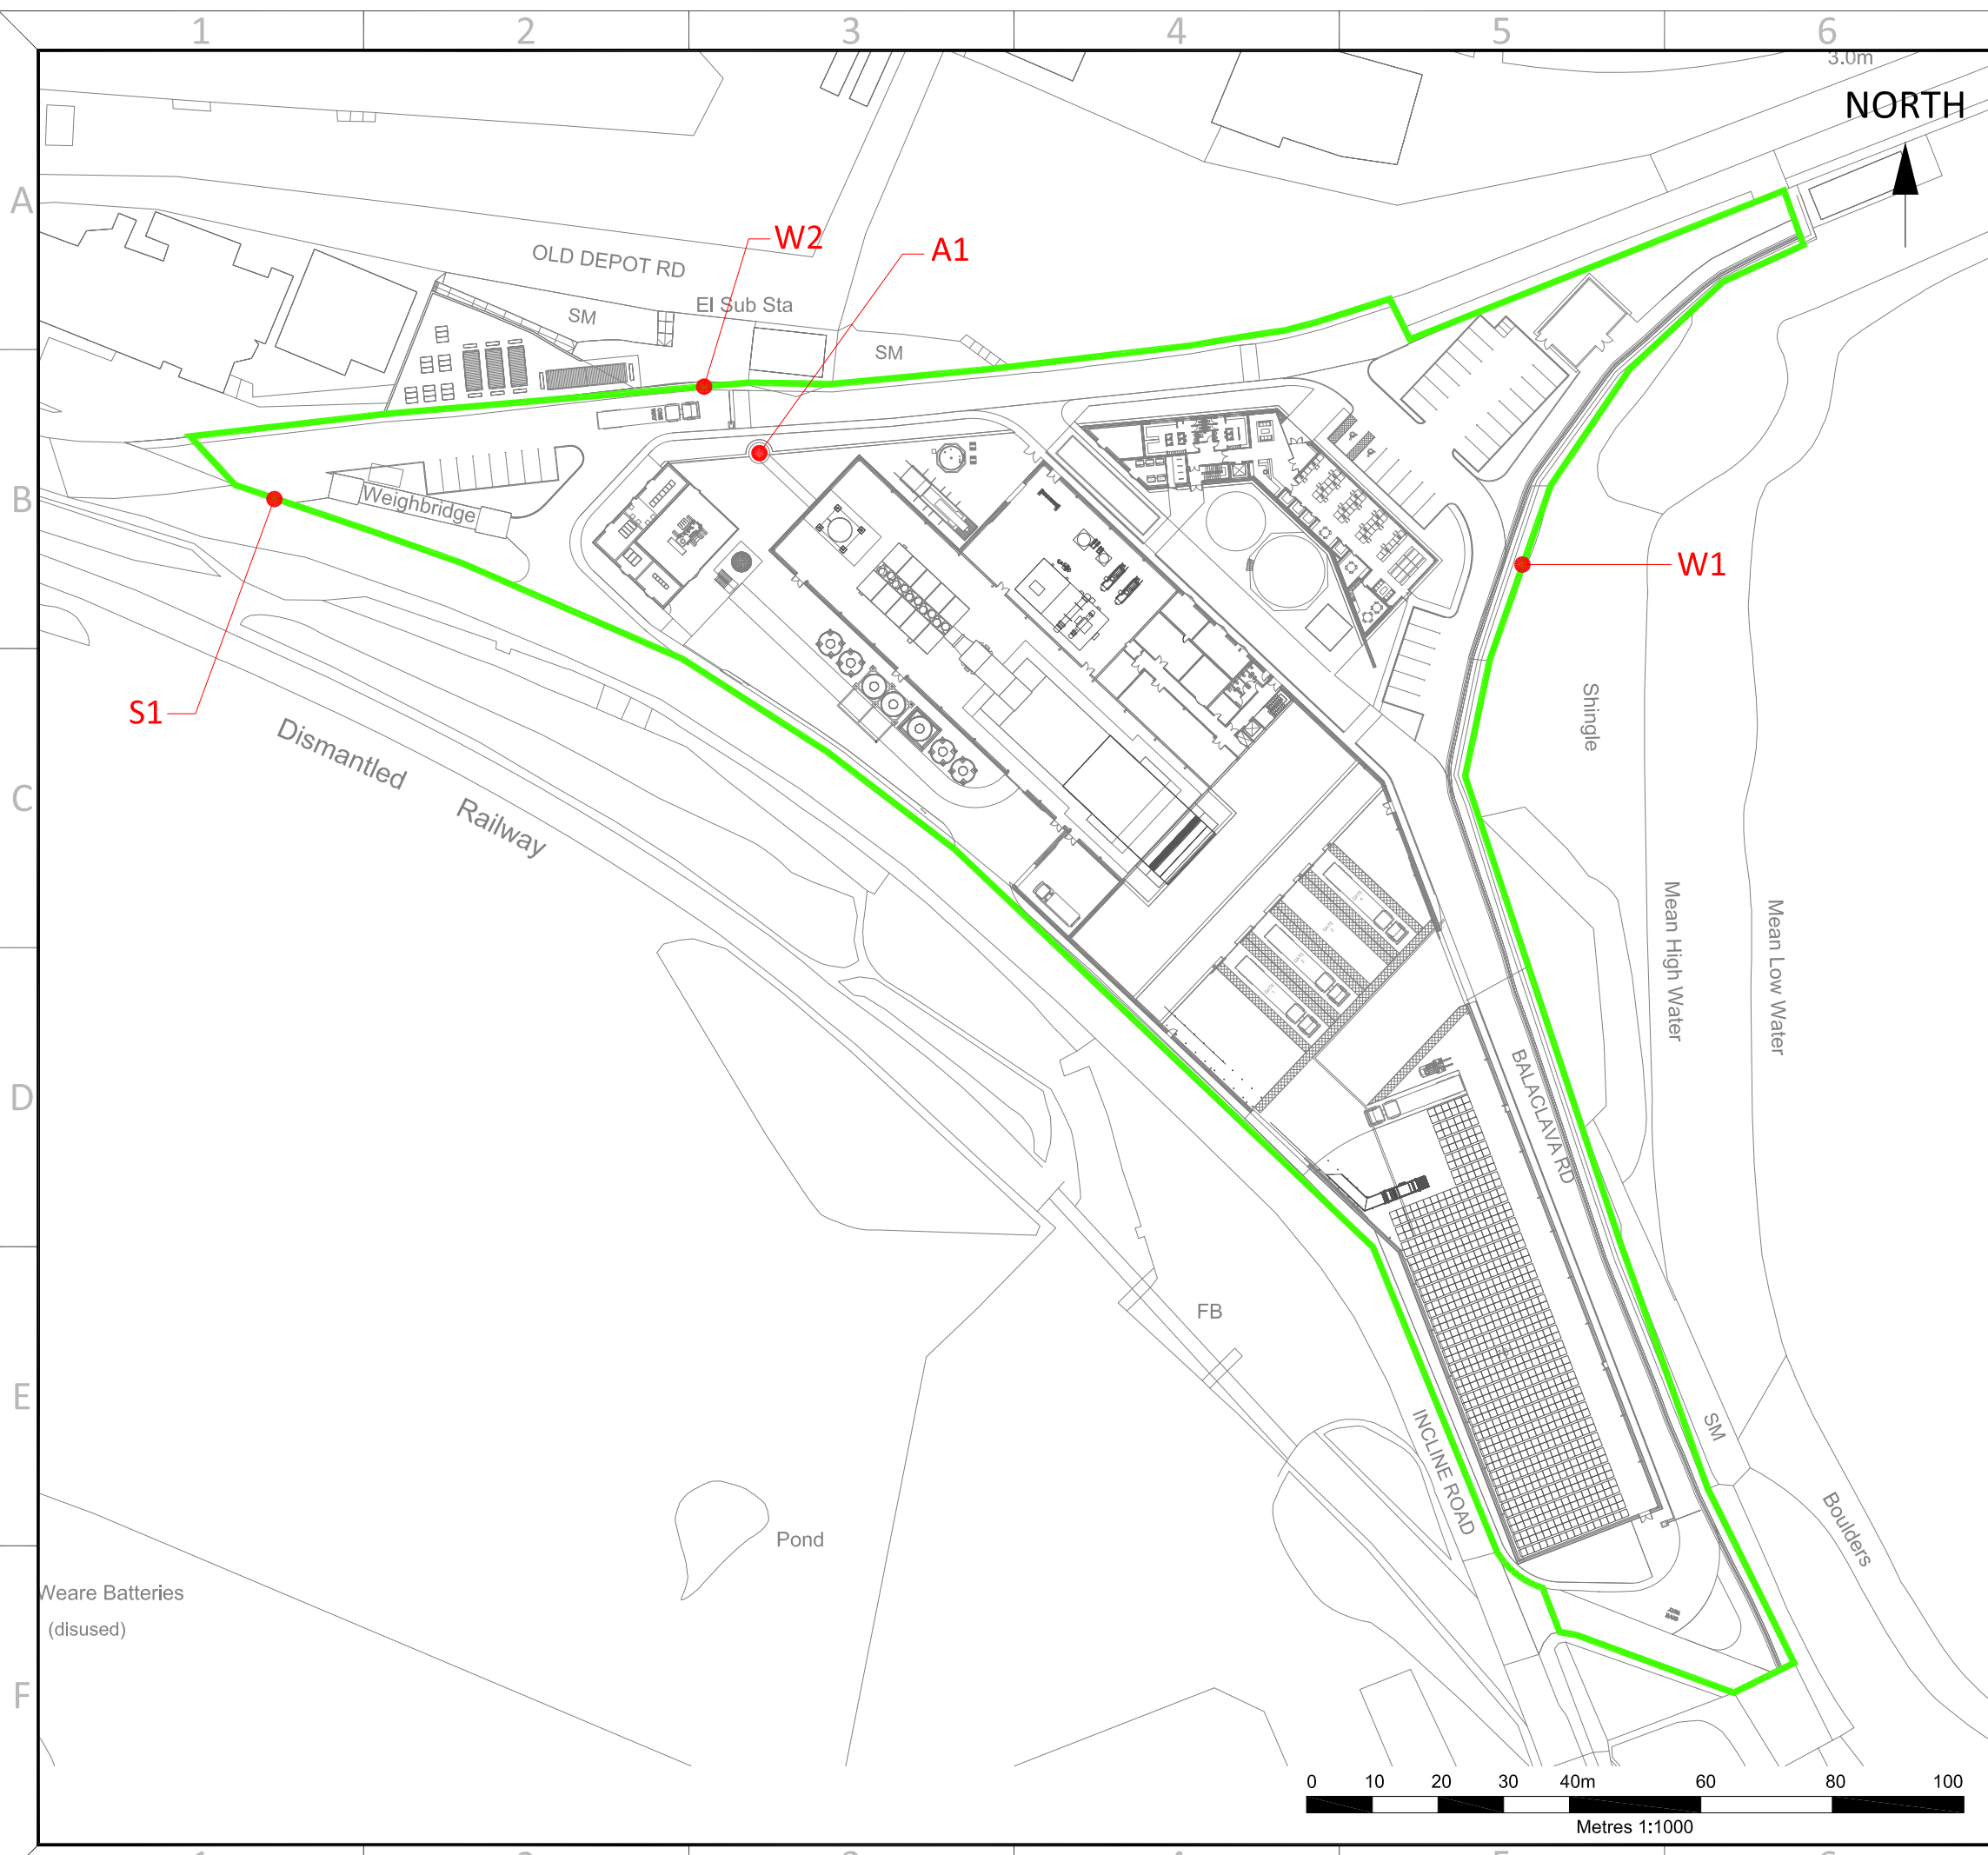 1 2 3 4 5 6
3.0m
NORTH
A
W2
A1
OLD DEPOT RD
El Sub Sta
SM
SM
B
Weighbridge
W1
S1
Dismantled Railway
Shingle
C
Mean High Water
Mean Low Water
D
BALACLAVA RD
FB
E
INCLINE ROAD
SM
Boulders
Pond
Weare Batteries
(disused)
F
0 10 20 30 40m 60 80 100
Metres 1:1000